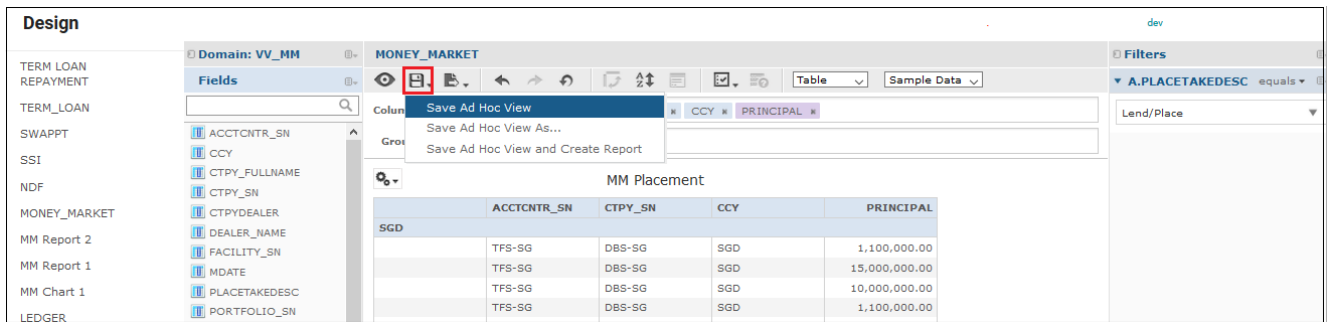 Design
dev
TERM LOAN
REPAYMENT
TERM_LOAN
SWAPPT
SSI
NDF
MONEY_MARKET
MM Report 2
MM Report 1
MM Chart 1
LEDGER
Domain: VV_MM
Fields
ACCTCNTR_SN
CCY
CTPY_FULLNAME
CTPY_SN
CTPYDEALER
DEALER_NAME
FACILITY_SN
MDATE
PLACETAKEDESC
PORTFOLIO_SN
MONEY_MARKET
Table Sample Data
Colum CCY PRINCIPAL
Grou
Save Ad Hoc View
Save Ad Hoc View As...
Save Ad Hoc View and Create Report
MM Placement
ACCTCNTR_SN CTPY_SN CCY PRINCIPAL
SGD
TFS-SG DBS-SG SGD 1,100,000.00
TFS-SG DBS-SG SGD 15,000,000.00
TFS-SG DBS-SG SGD 10,000,000.00
TFS-SG DBS-SG SGD 1,100,000.00
Filters
A.PLACETAKEDESC equals
Lend/Place